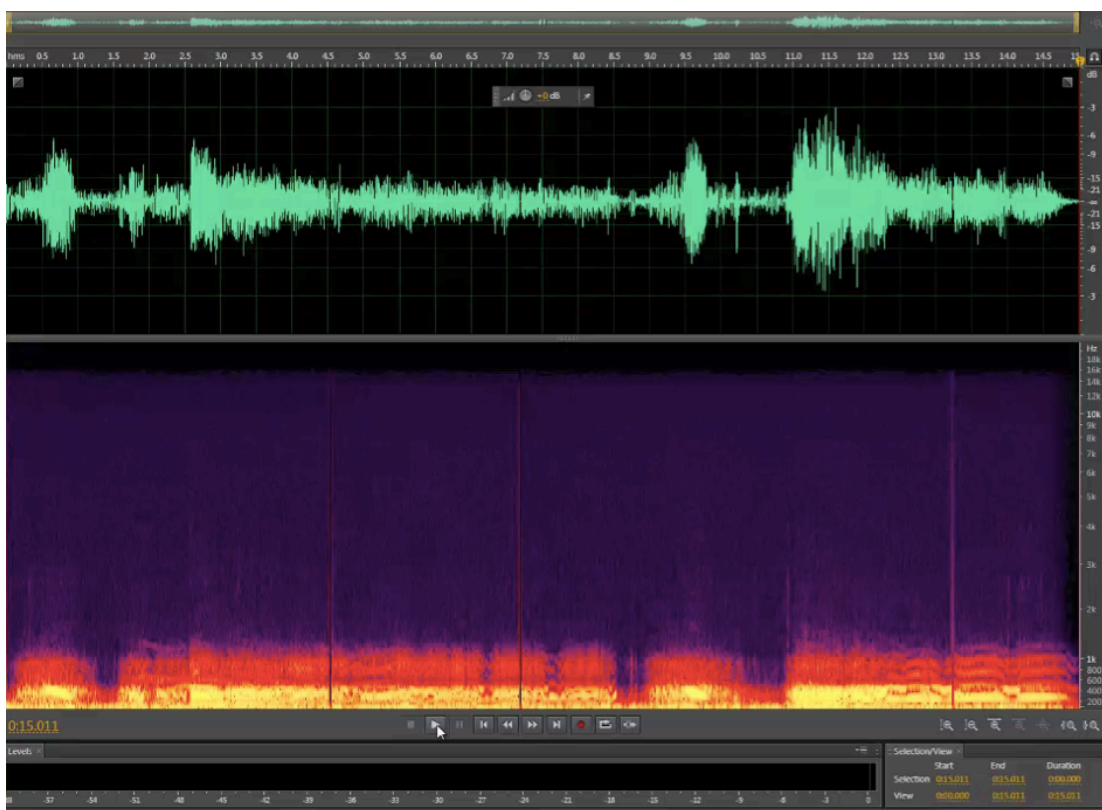 hms 0.5 1.0 1.5 2.0 2.5 3.0 3.5 4.0 4.5 5.0 5.5 6.0 6.5 7.0 7.5 8.0 8.5 9.0 9.5 10.0 10.5 11.0 11.5 12.0 12.5 13.0 13.5 14.0 14.5
dB
+0 dB
-3
-6
-9
-15
-21
-∞
-21
-15
-9
-6
-3
Hz
18k
16k
14k
12k
10k
9k
8k
7k
6k
5k
4k
3k
2k
1k
800
600
400
200
0:15.011
Levels
Selection/View
Start End Duration
-57 -54 -51 -48 -45 -42 -39 -36 -33 -30 -27 -24 -21 -18 -15 -12 -9 -6 -3 0
Selection 0:15.011 0:15.011 0:00.000
View 0:00.000 0:15.011 0:15.011